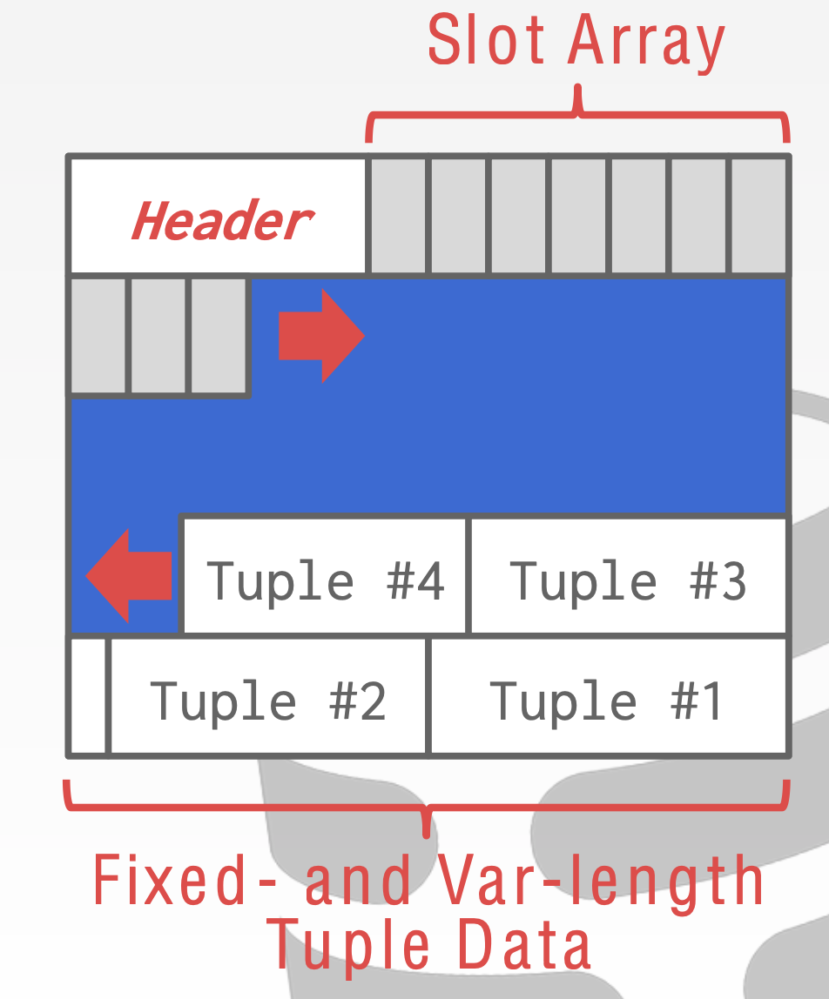 Slot Array
Header
Tuple #4 Tuple #3
Tuple #2 Tuple #1
Fixed- and Var-length
Tuple Data